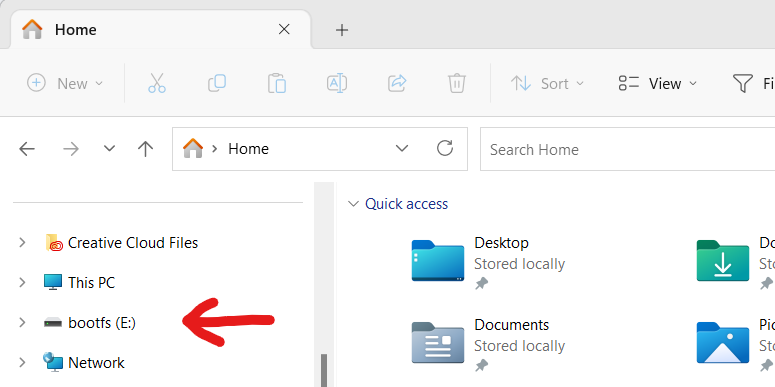 Home
New
Sort
View
Fi
Home
Search Home
Quick access
Creative Cloud Files
Desktop
Stored locally
Do
Sto
This PC
bootfs (E:)
Documents
Stored locally
Pic
Sto
Network